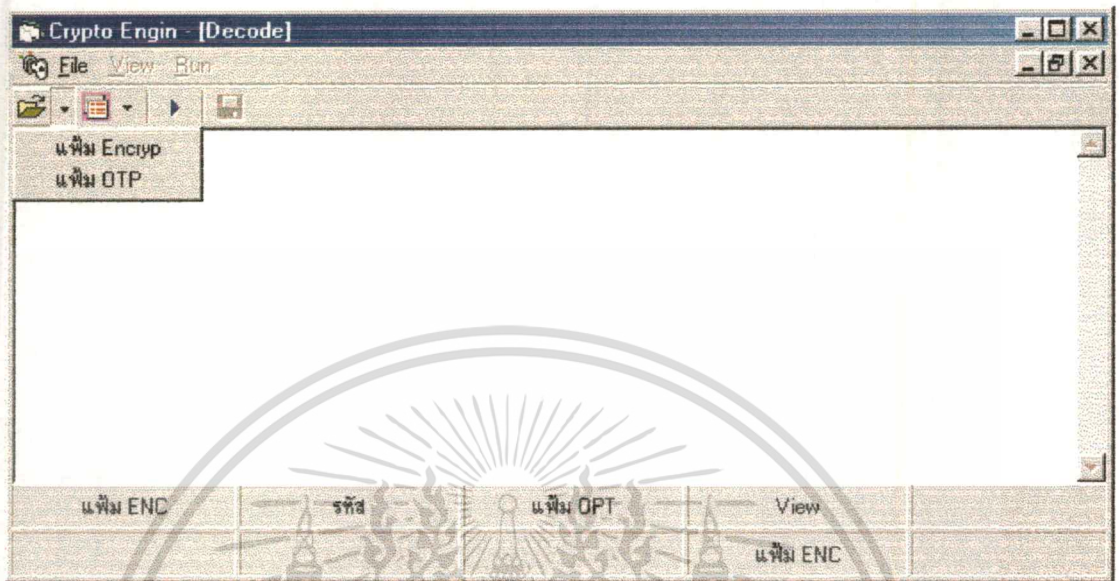 Crypto Engin - [Decode]
File View Run
แฟ้ม Encryp
แฟ้ม OTP
แฟ้ม ENC รหัส แฟ้ม OPT View
แฟ้ม ENC